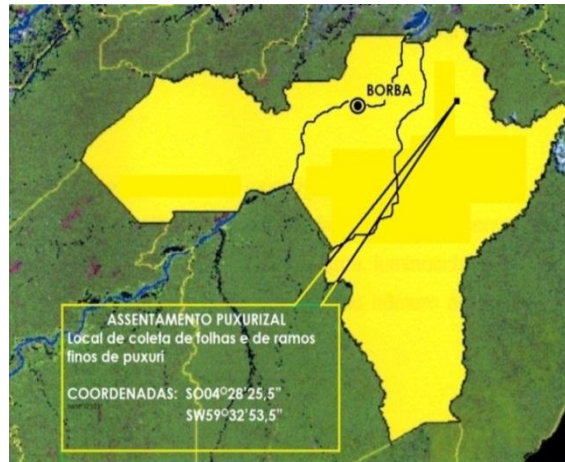 BORBA
ASSENTAMENTO PUXURIZAL
Local de coleta de folhas e de ramos
finos de puxuri
COORDENADAS: SO04°28'25,5"
SW59°32'53,5"